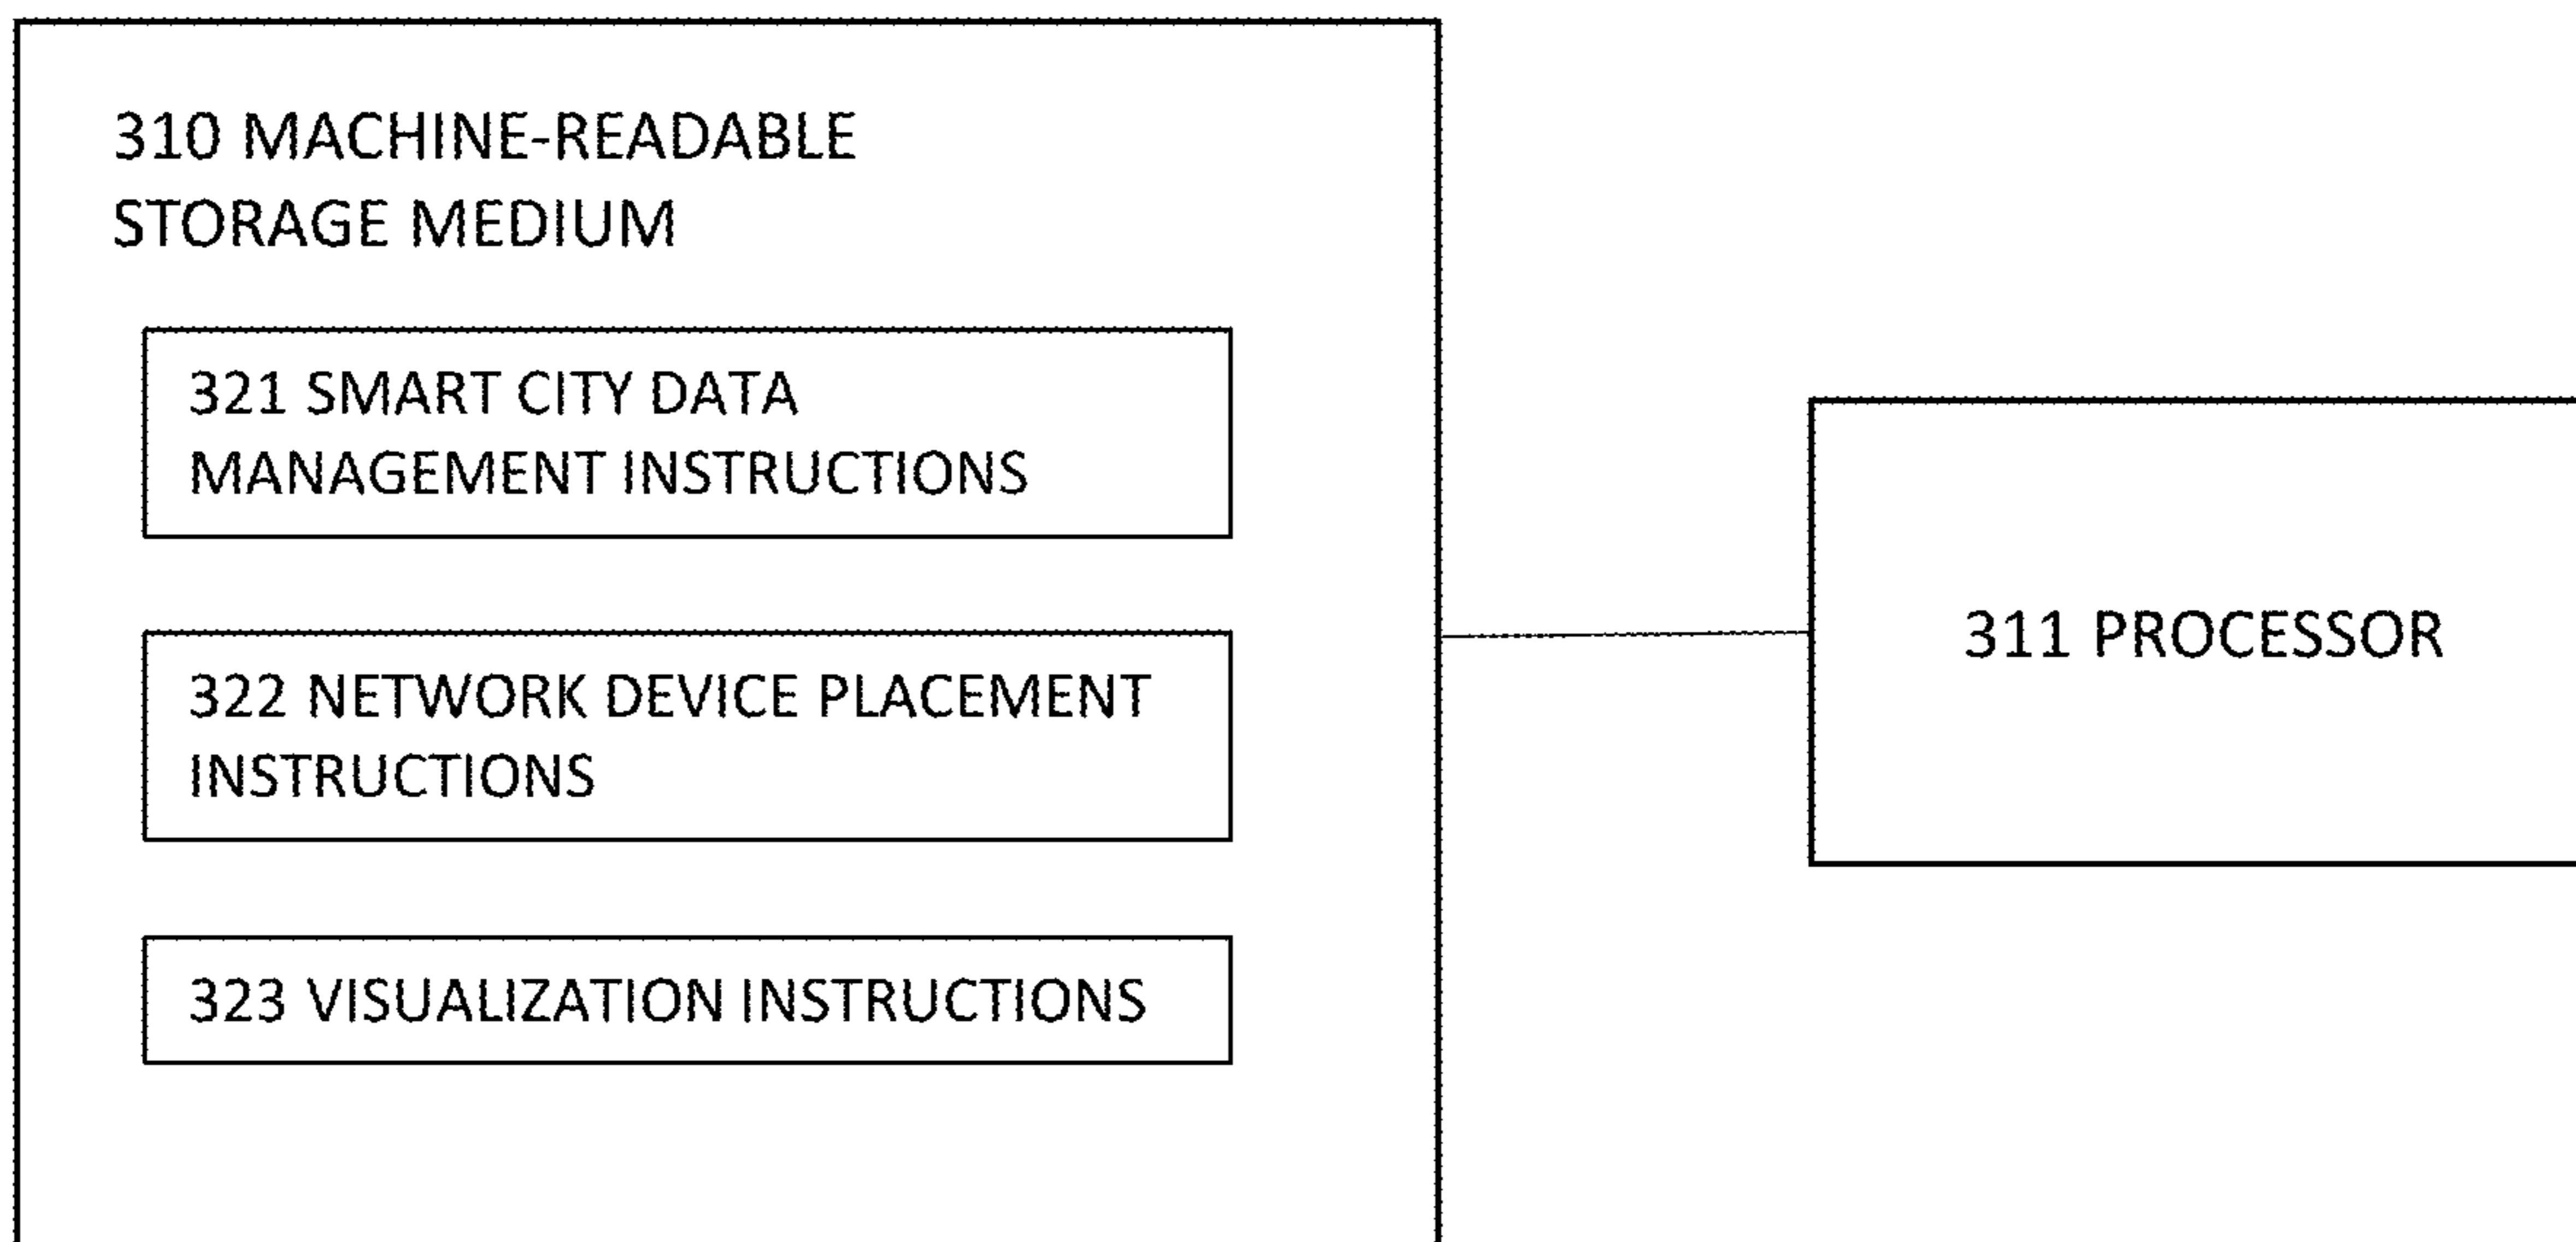 310 MACHINE-READABLE
STORAGE MEDIUM
321 SMART CITY DATA
MANAGEMENT INSTRUCTIONS
322 NETWORK DEVICE PLACEMENT
INSTRUCTIONS
323 VISUALIZATION INSTRUCTIONS
311 PROCESSOR